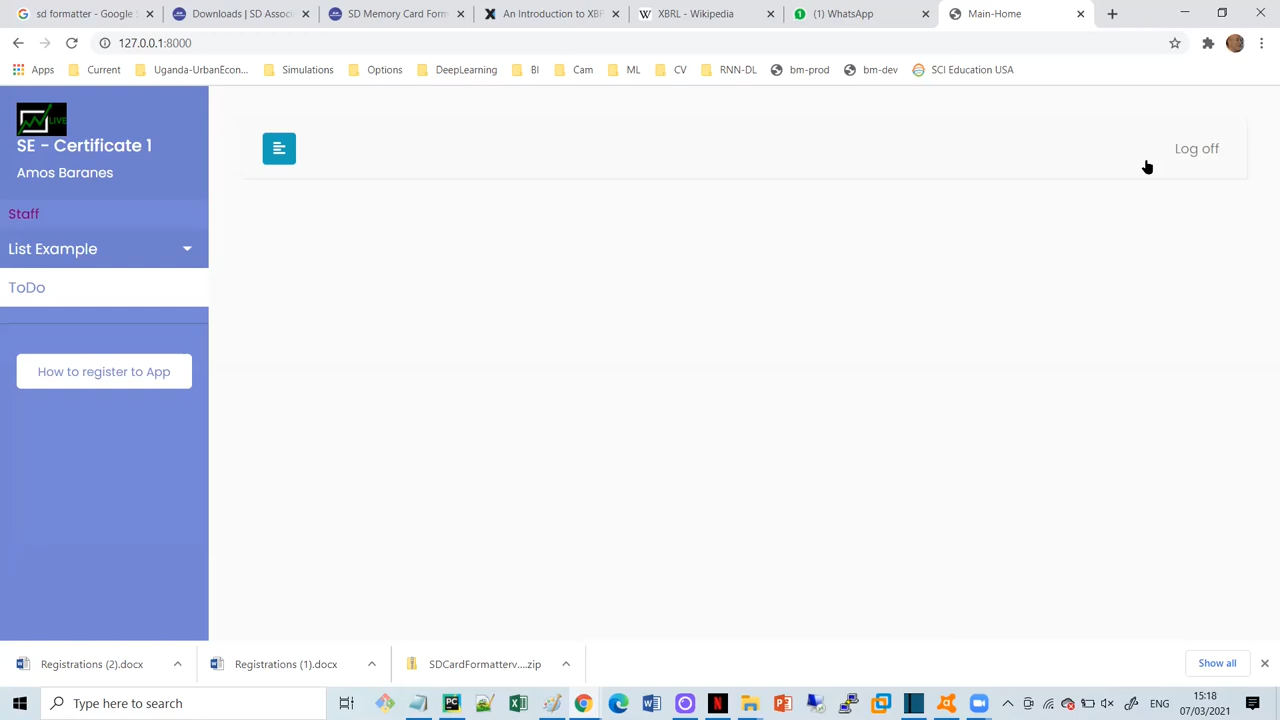 sd formatter - Google S
Downloads | SD Associ
SD Memory Card Form
An Introduction to XBR
XBRL - Wikipedia
(1) WhatsApp
Main-Home
127.0.0.1:8000
Apps
Current
Uganda-UrbanEcon...
Simulations
Options
DeepLearning
BI
Cam
ML
CV
RNN-DL
bm-prod
bm-dev
SCI Education USA
LIVE
SE - Certificate 1
Amos Baranes
Log off
Staff
List Example
ToDo
How to register to App
Registrations (2).docx
Registrations (1).docx
SDCardFormatterv....zip
Show all
Type here to search
ENG
15:18
07/03/2021